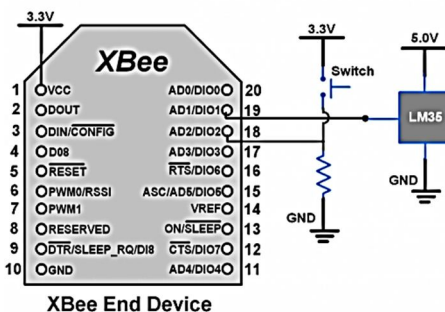 3.3V
3.3V
5.0V
XBee
Switch
LM35
GND
GND
1 VCC AD0/DIO0 20
2 DOUT AD1/DIO1 19
3 DIN/CONFIG AD2/DIO2 18
4 D08 AD3/DIO3 17
5 RESET RTS/DIO6 16
6 PWM0/RSSI ASC/AD5/DIO5 15
7 PWM1 VREF 14
8 RESERVED ON/SLEEP 13
9 DTR/SLEEP_RQ/DI8 CTS/DIO7 12
10 GND AD4/DIO4 11
XBee End Device